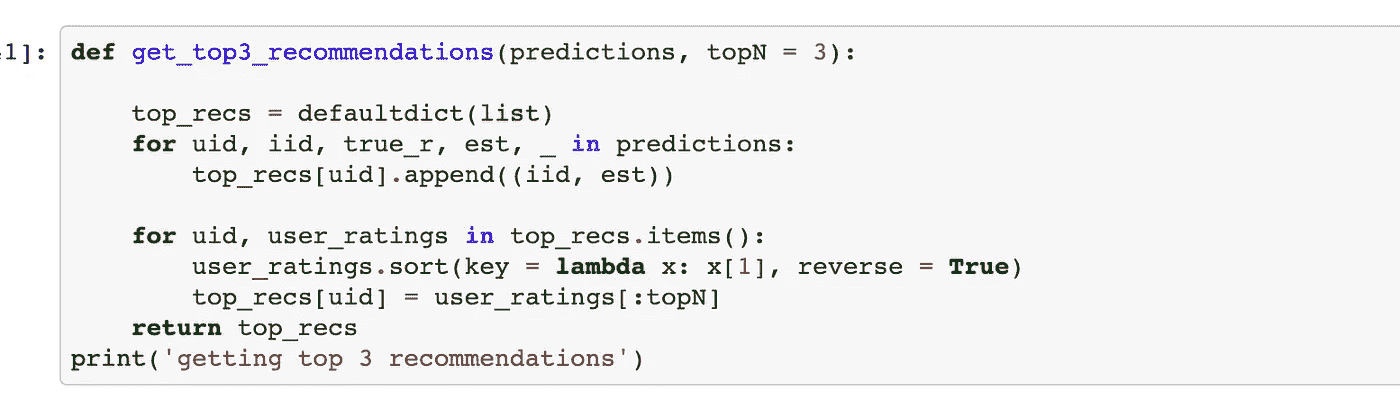 1]: def get_top3_recommendations(predictions, topN = 3):
top_recs = defaultdict(list)
for uid, iid, true_r, est, _ in predictions:
top_recs[uid].append((iid, est))
for uid, user_ratings in top_recs.items():
user_ratings.sort(key = lambda x: x[1], reverse = True)
top_recs[uid] = user_ratings[:topN]
return top_recs
print('getting top 3 recommendations')